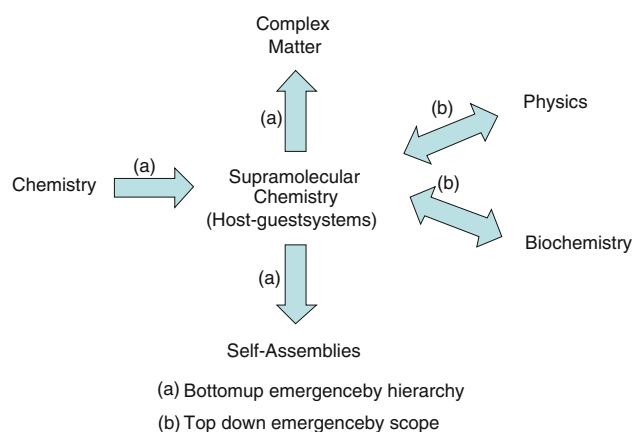 Complex
Matter
(a)
(b)
Physics
Chemistry
(a)
Supramolecular
Chemistry
(Host-guestsystems)
(b)
Biochemistry
(a)
Self-Assemblies
(a) Bottomup emergenceby hierarchy
(b) Top down emergenceby scope